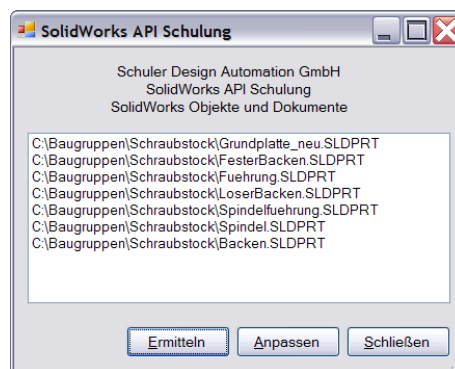 SolidWorks API Schulung
Schuler Design Automation GmbH
SolidWorks API Schulung
SolidWorks Objekte und Dokumente
C:\Baugruppen\Schraubstock\Grundplatte_neu.SLDPRT
C:\Baugruppen\Schraubstock\FesterBacken.SLDPRT
C:\Baugruppen\Schraubstock\Fuehrung.SLDPRT
C:\Baugruppen\Schraubstock\LoserBacken.SLDPRT
C:\Baugruppen\Schraubstock\Spindelfuehrung.SLDPRT
C:\Baugruppen\Schraubstock\Spindel.SLDPRT
C:\Baugruppen\Schraubstock\Backen.SLDPRT
Ermitteln Anpassen Schließen